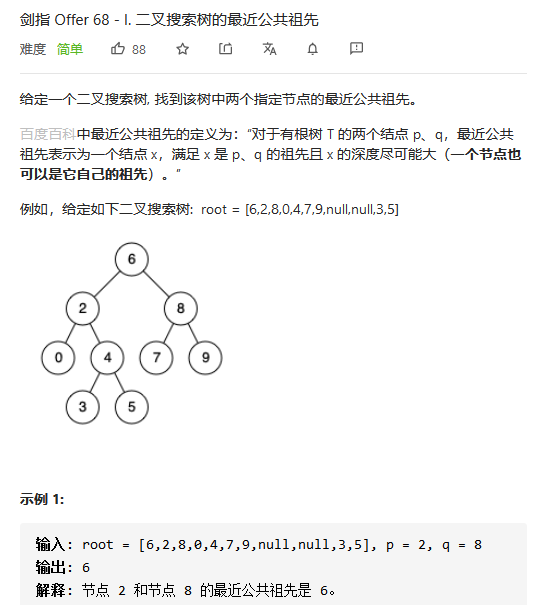 剑指 Offer 68 - I. 二叉搜索树的最近公共祖先
难度 简单 88
给定一个二叉搜索树, 找到该树中两个指定节点的最近公共祖先。
百度百科中最近公共祖先的定义为：“对于有根树 T 的两个结点 p、q，最近公共
祖先表示为一个结点 x，满足 x 是 p、q 的祖先且 x 的深度尽可能大（一个节点也
可以是它自己的祖先）。”
例如，给定如下二叉搜索树: root = [6,2,8,0,4,7,9,null,null,3,5]
6
2 8
0 4 7 9
3 5
示例 1:
输入: root = [6,2,8,0,4,7,9,null,null,3,5], p = 2, q = 8
输出: 6
解释: 节点 2 和节点 8 的最近公共祖先是 6。